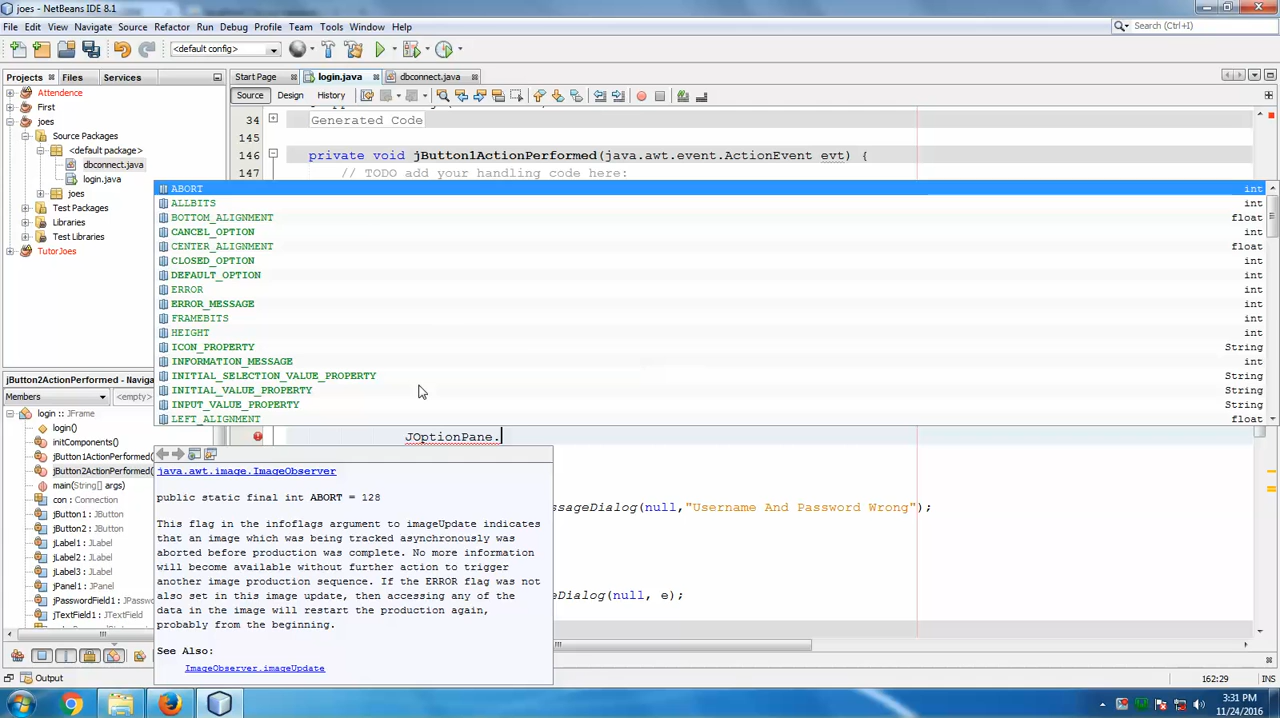 joes - NetBeans IDE 8.1
File Edit View Navigate Source Refactor Run Debug Profile Team Tools Window Help
Search (Ctrl+I)
<default config>
Projects Files Services
Start Page login.java dbconnect.java
Source Design History
Attendence
First
joes
Source Packages
<default package>
dbconnect.java
login.java
joes
Test Packages
Libraries
Test Libraries
TutorJoes
34 Generated Code
145
146 private void jButton1ActionPerformed(java.awt.event.ActionEvent evt) {
147 // TODO add your handling code here:
ABORT int
ALLBITS int
BOTTOM_ALIGNMENT float
CANCEL_OPTION int
CENTER_ALIGNMENT float
CLOSED_OPTION int
DEFAULT_OPTION int
ERROR int
ERROR_MESSAGE int
FRAMEBITS int
HEIGHT int
ICON_PROPERTY String
INFORMATION_MESSAGE int
INITIAL_SELECTION_VALUE_PROPERTY String
INITIAL_VALUE_PROPERTY String
INPUT_VALUE_PROPERTY String
LEFT_ALIGNMENT float
JOptionPane.
ssageDialog(null,"Username And Password Wrong");
eDialog(null, e);
java.awt.image.ImageObserver
public static final int ABORT = 128
This flag in the infoflags argument to imageUpdate indicates
that an image which was being tracked asynchronously was
aborted before production was complete. No more information
will become available without further action to trigger
another image production sequence. If the ERROR flag was not
also set in this image update, then accessing any of the
data in the image will restart the production again,
probably from the beginning.
See Also:
ImageObserver.imageUpdate
jButton2ActionPerformed - Naviga
Members <empty>
login :: JFrame
login()
initComponents()
jButton1ActionPerformed(
jButton2ActionPerformed(
main(String[] args)
con : Connection
jButton1 : JButton
jButton2 : JButton
jLabel1 : JLabel
jLabel2 : JLabel
jLabel3 : JLabel
jPanel1 : JPanel
jPasswordField1 : JPasswo
jTextField1 : JTextField
Output
162:29 INS
3:31 PM
11/24/2016